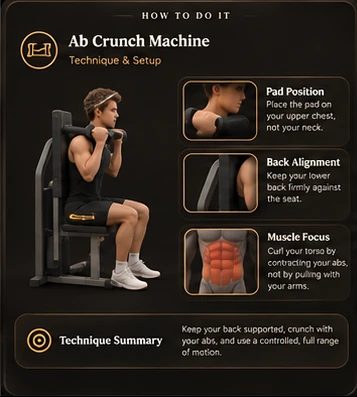 HOW TO DO IT
Ab Crunch Machine
Technique & Setup
Pad Position
Place the pad on
your upper chest,
not your neck.
Back Alignment
Keep your lower
back firmly against
the seat.
Muscle Focus
Curl your torso by
contracting your abs,
not by pulling with
your arms.
Technique Summary
Keep your back supported, crunch with
your abs, and use a controlled, full range
of motion.